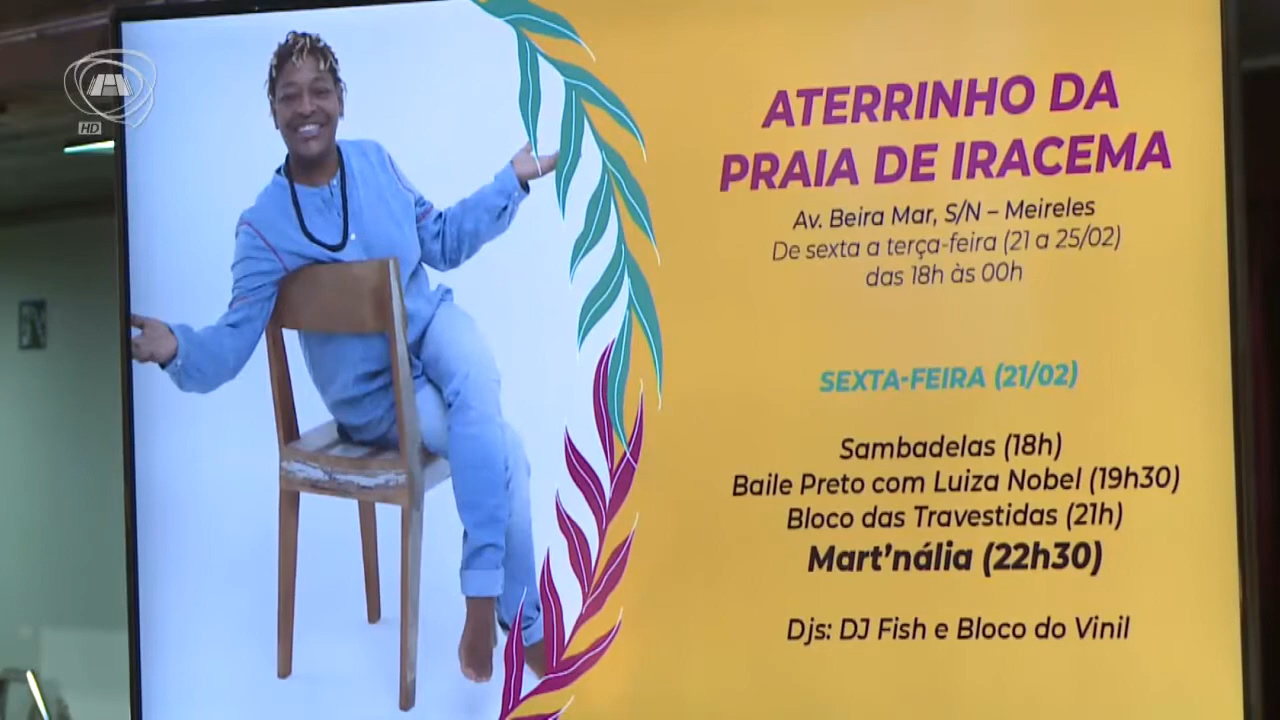 HD
ATERRINHO DA
PRAIA DE IRACEMA
Av. Beira Mar, S/N – Meireles
De sexta a terça-feira (21 a 25/02)
das 18h às 00h
SEXTA-FEIRA (21/02)
Sambadelas (18h)
Baile Preto com Luiza Nobel (19h30)
Bloco das Travestidas (21h)
Mart'nália (22h30)
Djs: DJ Fish e Bloco do Vinil